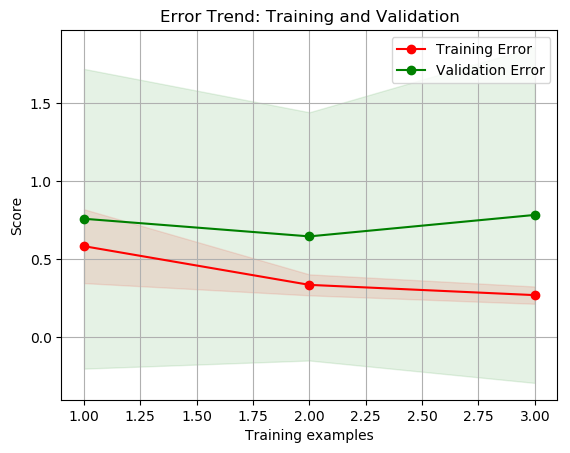 Error Trend: Training and Validation
Training Error
Validation Error
Score
1.5
1.0
0.5
0.0
1.00 1.25 1.50 1.75 2.00 2.25 2.50 2.75 3.00
Training examples